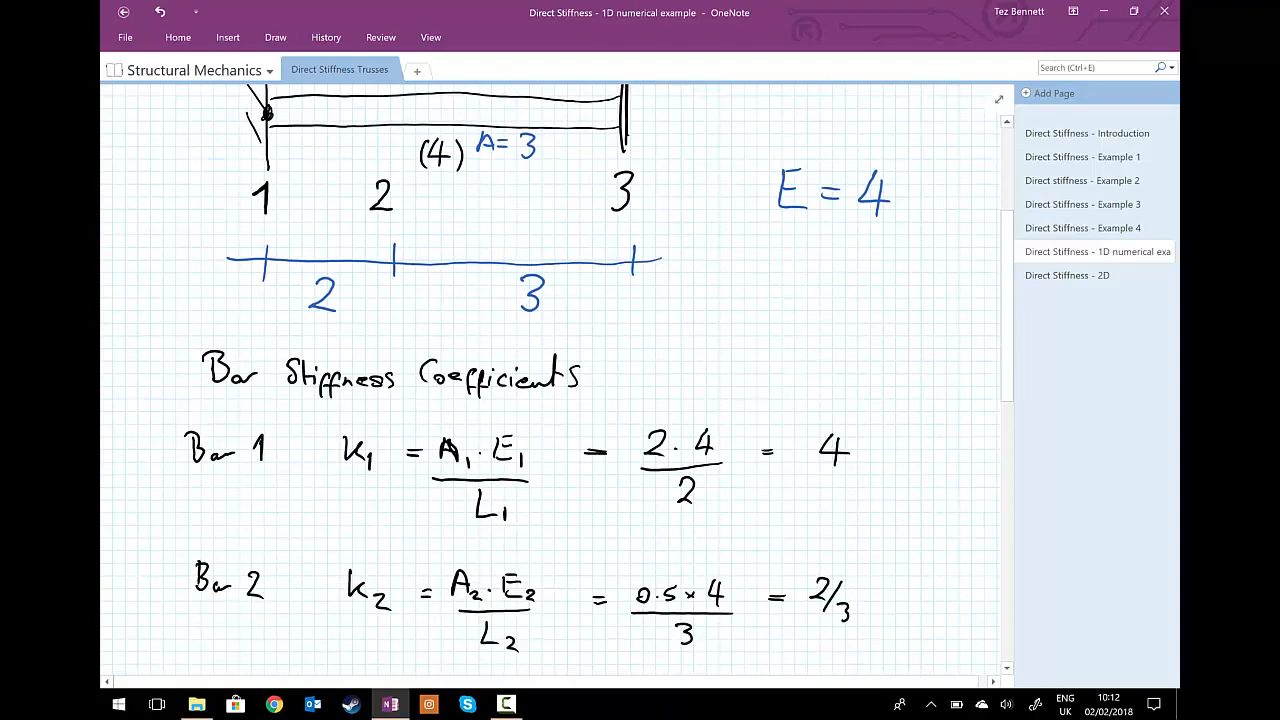 Direct Stiffness - 1D numerical example - OneNote
Tez Bennett
File Home Insert Draw History Review View
Structural Mechanics
Direct Stiffness Trusses
Search (Ctrl+E)
Add Page
Direct Stiffness - Introduction
Direct Stiffness - Example 1
Direct stiffness - Example 2
Direct Stiffness - Example 3
Direct Stiffness - Example 4
Direct Stiffness - 1D numerical exa
Direct Stiffness - 2D
(4) A = 3
1 2 3
E = 4
2 3
Bar Stiffness Coefficients
Bar 1 K1 = A1 . E1 / L1 = 2 . 4 / 2 = 4
Bar 2 K2 = A2 . E2 / L2 = 0.5 × 4 / 3 = 2/3
ENG
UK
10:12
02/02/2018